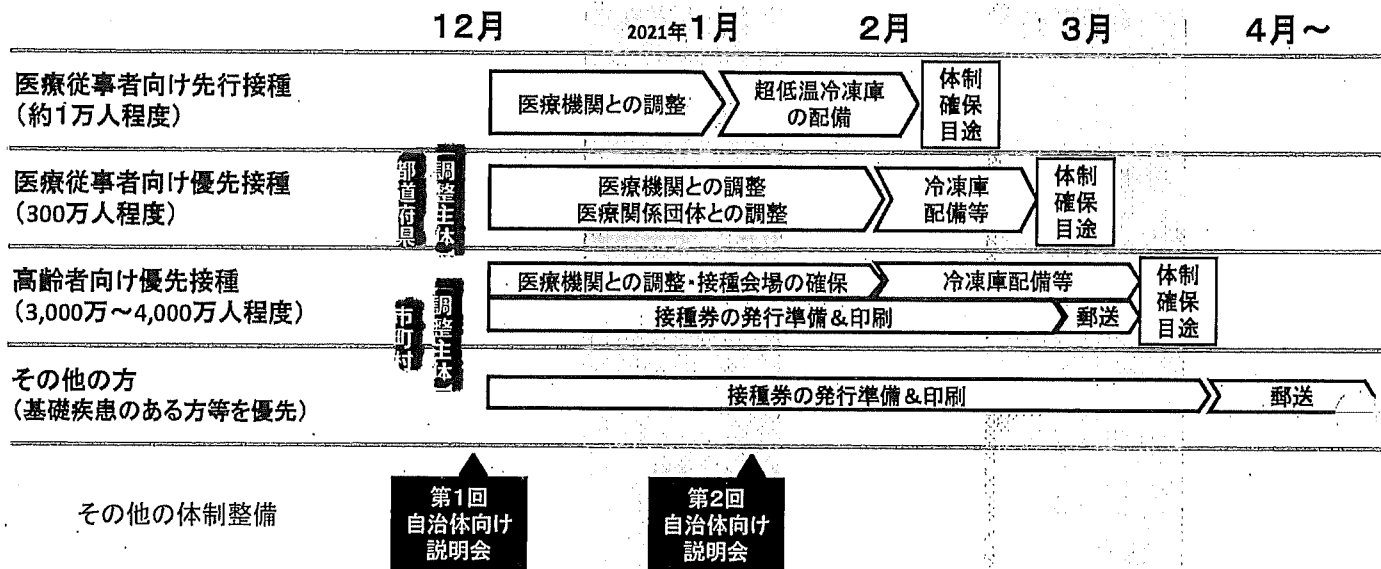 12月
2021年1月
2月
3月
4月～
医療従事者向け先行接種
（約1万人程度）
医療機関との調整
超低温冷凍庫
の配備
体制
確保
目途
医療従事者向け優先接種
（300万人程度）
都道府県
調整主体
医療機関との調整
医療関係団体との調整
冷凍庫
配備等
体制
確保
目途
高齢者向け優先接種
（3,000万～4,000万人程度）
市町村
調整主体
医療機関との調整・接種会場の確保
冷凍庫配備等
接種券の発行準備＆印刷
郵送
体制
確保
目途
その他の方
（基礎疾患のある方等を優先）
接種券の発行準備＆印刷
郵送
その他の体制整備
第1回
自治体向け
説明会
第2回
自治体向け
説明会